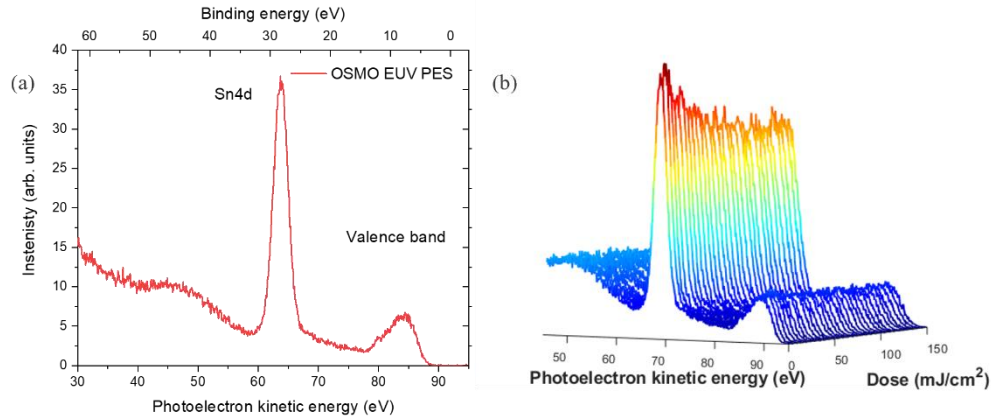 Binding energy (eV)
60 50 40 30 20 10 0
(a)
40
35
30
25
20
15
10
5
0
OSMO EUV PES
Sn4d
Valence band
Instenisty (arb. units)
30 40 50 60 70 80 90
Photoelectron kinetic energy (eV)
(b)
50 60 70 80 90
0 50 100 150
Photoelectron kinetic energy (eV)
Dose (mJ/cm²)